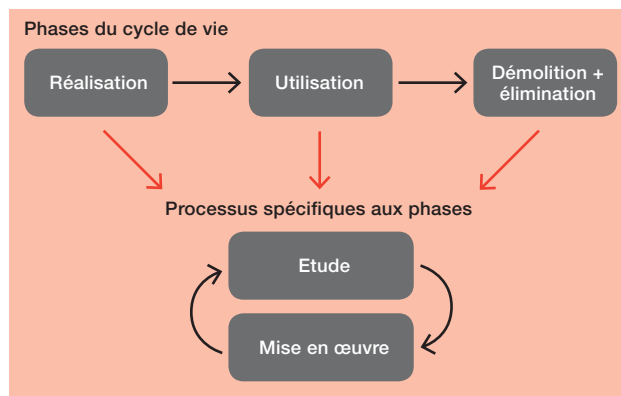 Phases du cycle de vie
Réalisation
Utilisation
Démolition +
élimination
Processus spécifiques aux phases
Etude
Mise en œuvre